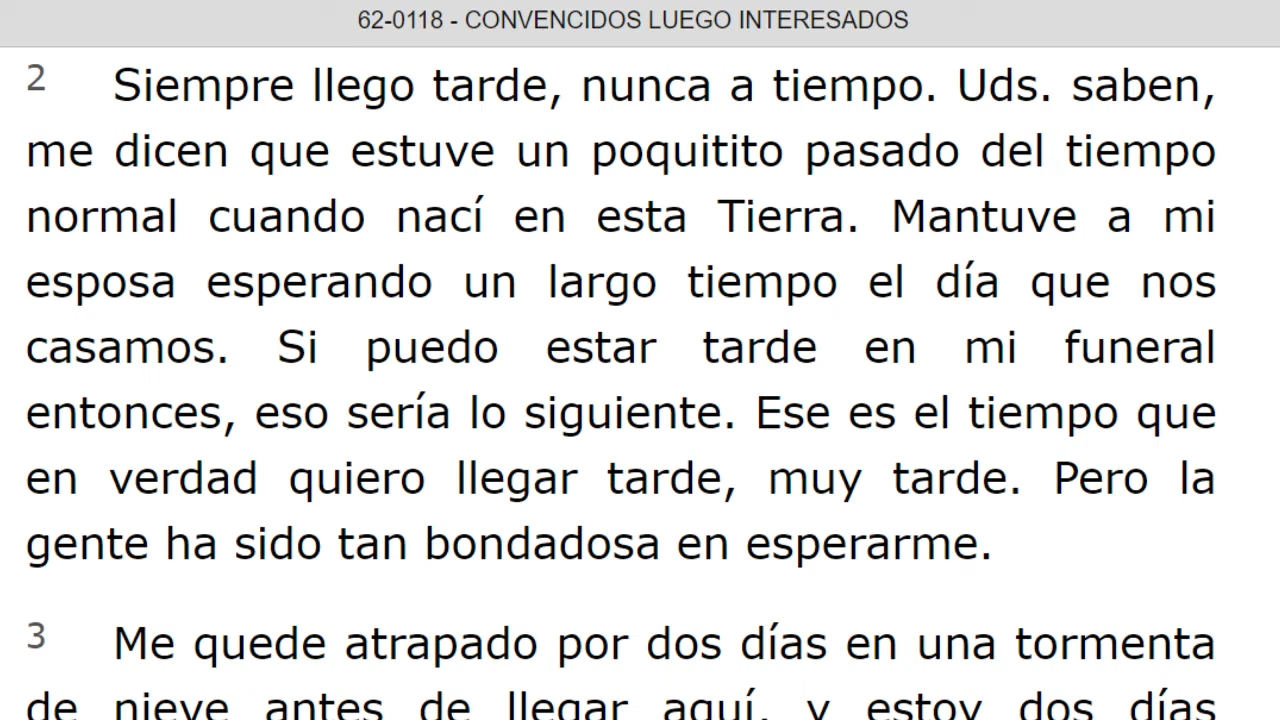 62-0118 - CONVENCIDOS LUEGO INTERESADOS
2 Siempre llego tarde, nunca a tiempo. Uds. saben,
me dicen que estuve un poquitito pasado del tiempo
normal cuando nací en esta Tierra. Mantuve a mi
esposa esperando un largo tiempo el día que nos
casamos. Si puedo estar tarde en mi funeral
entonces, eso sería lo siguiente. Ese es el tiempo que
en verdad quiero llegar tarde, muy tarde. Pero la
gente ha sido tan bondadosa en esperarme.
3 Me quede atrapado por dos días en una tormenta
de nieve antes de llegar aquí, y estoy dos días